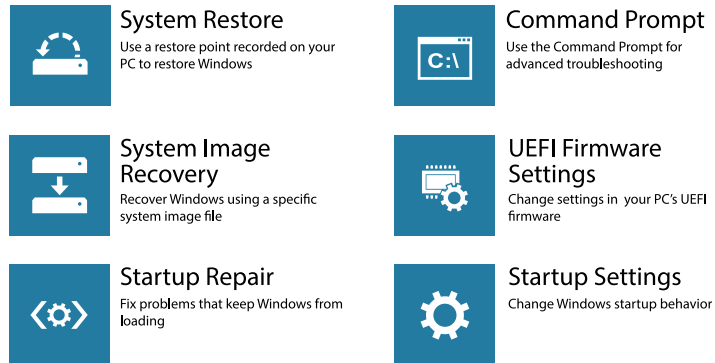 System Restore
Use a restore point recorded on your
PC to restore Windows
C:\
Command Prompt
Use the Command Prompt for
advanced troubleshooting
System Image
Recovery
Recover Windows using a specific
system image file
UEFI Firmware
Settings
Change settings in your PC's UEFI
firmware
Startup Repair
Fix problems that keep Windows from
loading
Startup Settings
Change Windows startup behavior